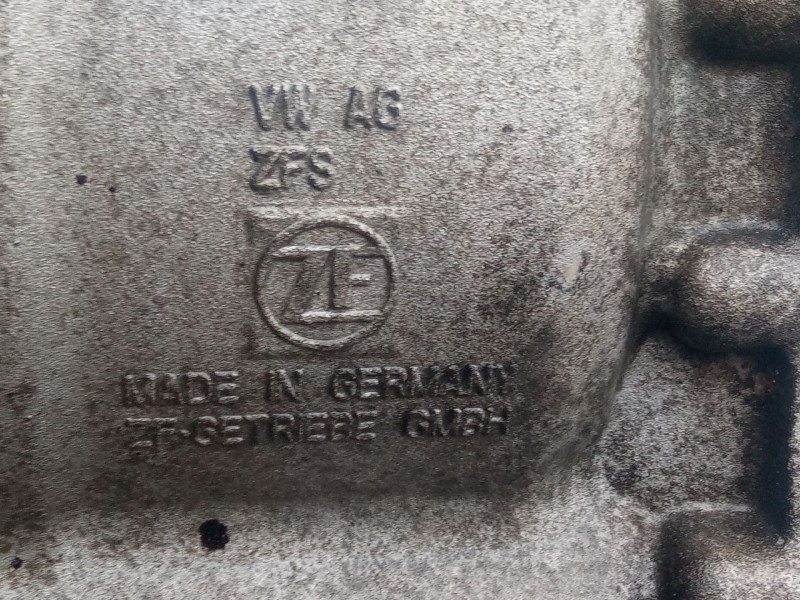 VW AG
ZFS
ZF
MADE IN GERMANY
ZF-GETRIEBE GMBH